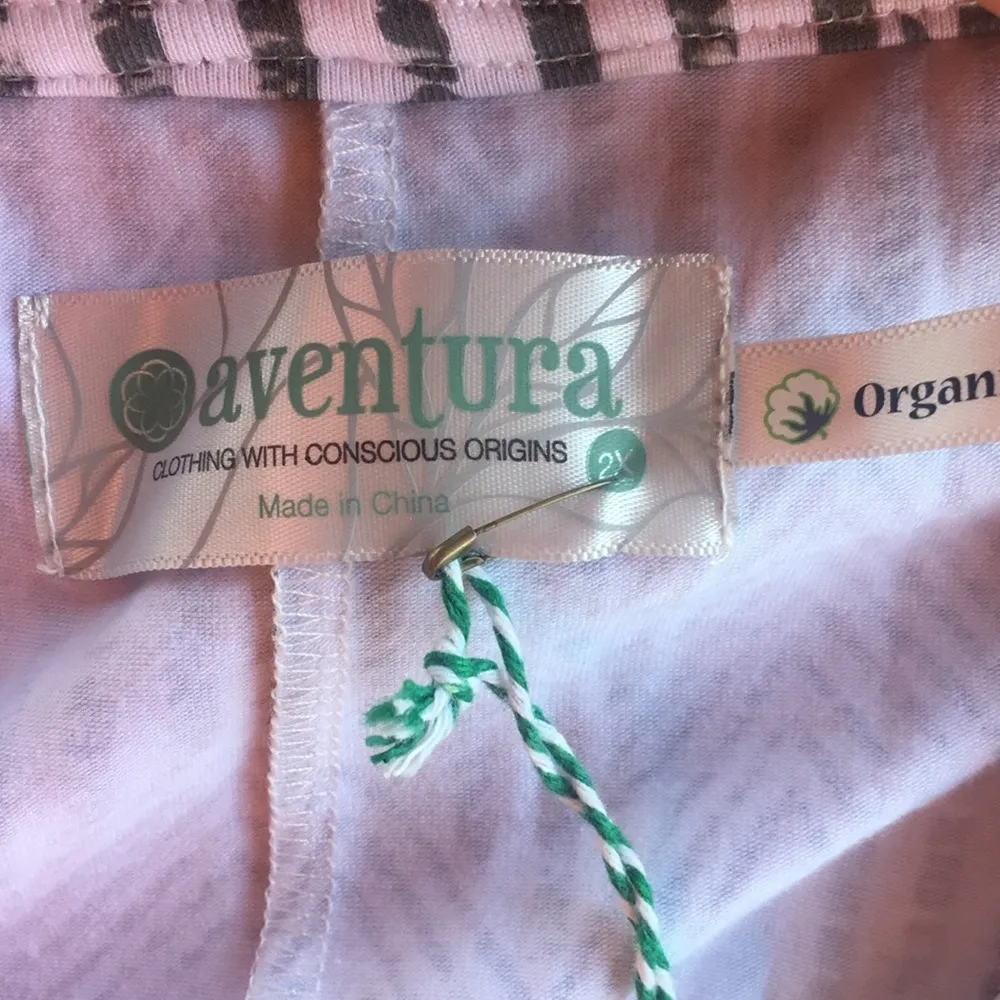 aventura
CLOTHING WITH CONSCIOUS ORIGINS
2X
Made in China
Organ